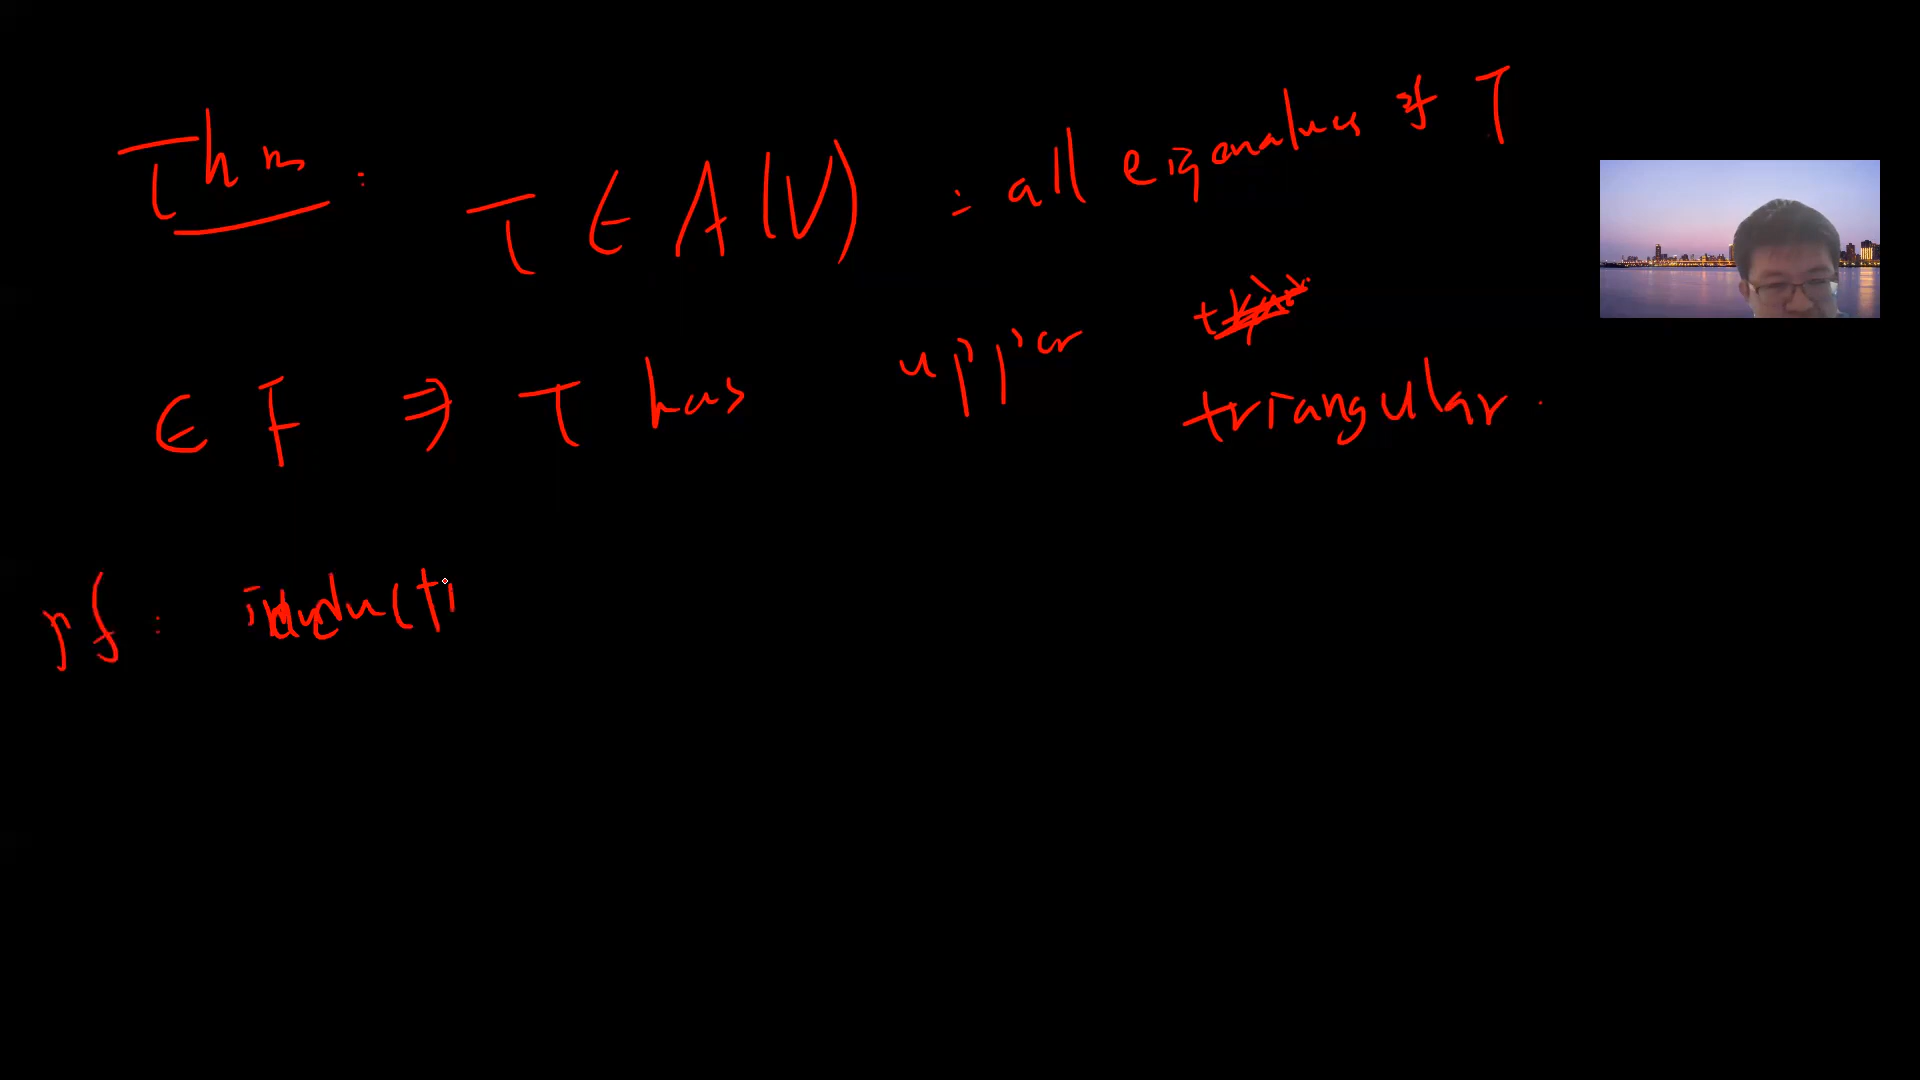 Thm : T ∈ A(V) : all eigenvalues of T
∈ F ⇒ T has upper triangular .
pf : inducti